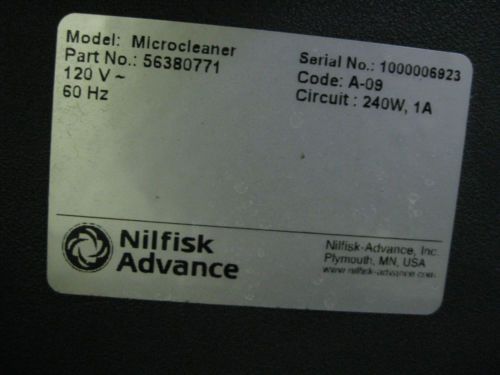 Model: Microcleaner
Part No.: 56380771
120 V ~
60 Hz
Serial No.: 1000006923
Code: A-09
Circuit : 240W, 1A
Nilfisk
Advance
Nilfisk-Advance, Inc.
Plymouth, MN, USA
www.nilfisk-advance.com